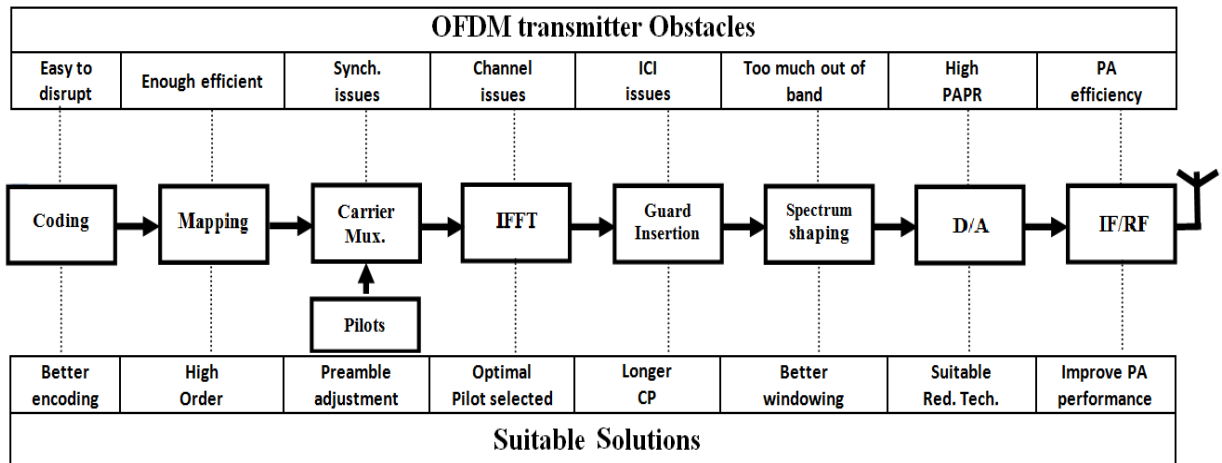 OFDM transmitter Obstacles
Easy to
disrupt
Enough efficient
Synch.
issues
Channel
issues
ICI
issues
Too much out of
band
High
PAPR
PA
efficiency
Coding
Mapping
Carrier
Mux.
IFFT
Guard
Insertion
Spectrum
shaping
D/A
IF/RF
Pilots
Better
encoding
High
Order
Preamble
adjustment
Optimal
Pilot selected
Longer
CP
Better
windowing
Suitable
Red. Tech.
Improve PA
performance
Suitable Solutions